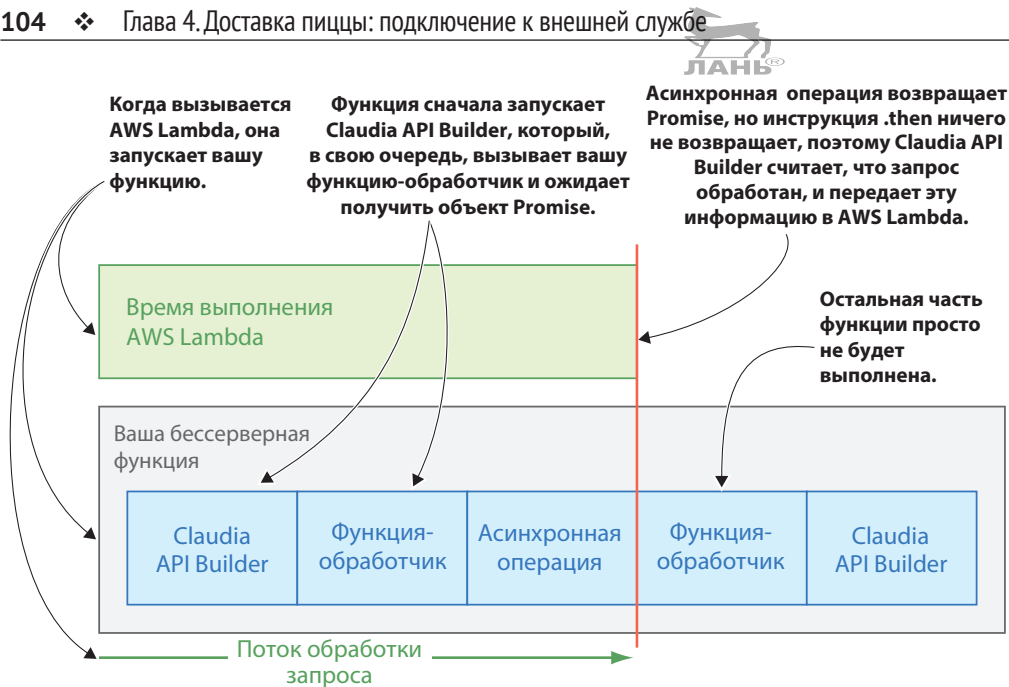 104 ❖ Глава 4. Доставка пиццы: подключение к внешней службе
ЛАНЬ®
Когда вызывается
AWS Lambda, она
запускает вашу
функцию.
Функция сначала запускает
Claudia API Builder, который,
в свою очередь, вызывает вашу
функцию-обработчик и ожидает
получить объект Promise.
Асинхронная операция возвращает
Promise, но инструкция .then ничего
не возвращает, поэтому Claudia API
Builder считает, что запрос
обработан, и передает эту
информацию в AWS Lambda.
Время выполнения
AWS Lambda
Остальная часть
функции просто
не будет
выполнена.
Ваша бессерверная
функция
Claudia
API Builder
Функция-
обработчик
Асинхронная
операция
Функция-
обработчик
Claudia
API Builder
Поток обработки
запроса